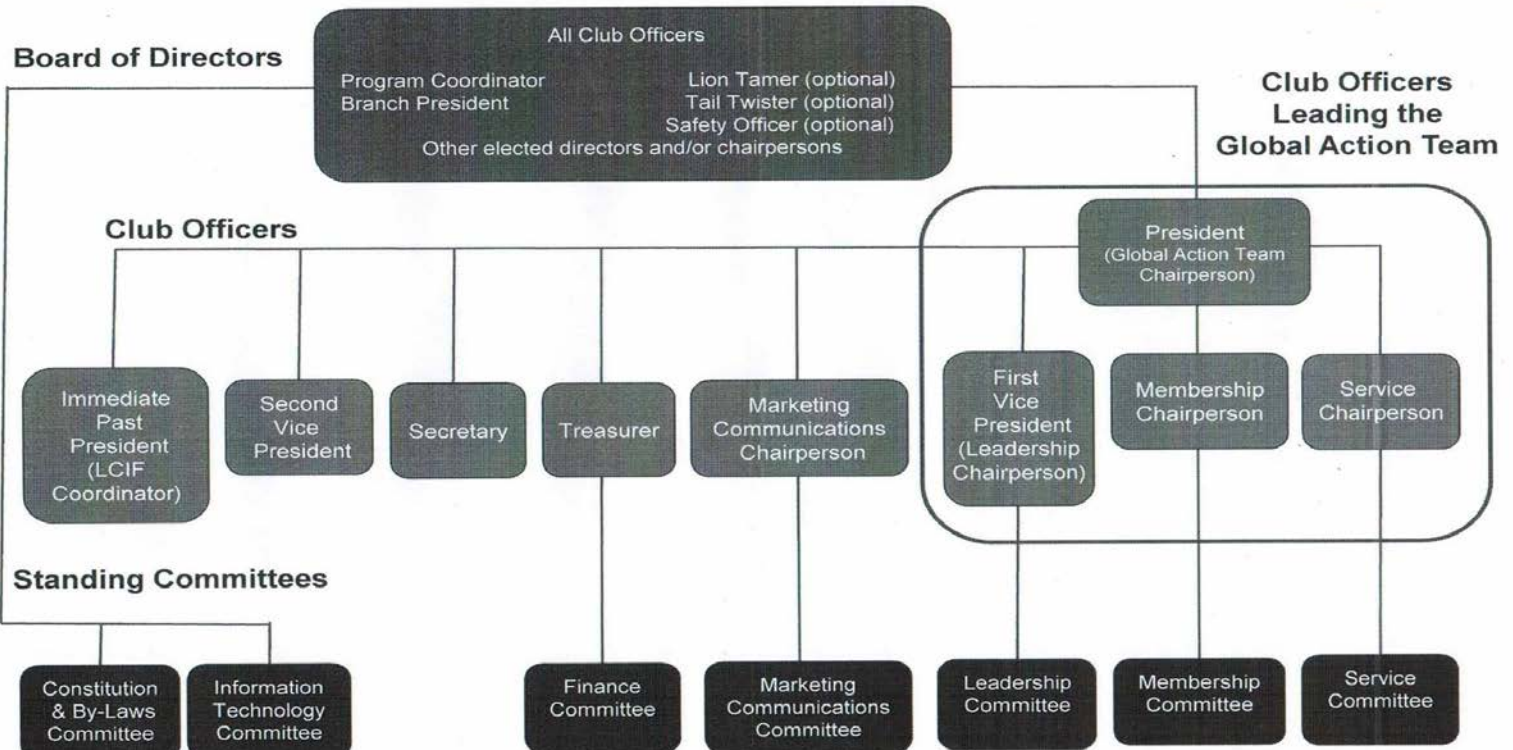 Board of Directors
All Club Officers
Program Coordinator
Branch President
Lion Tamer (optional)
Tail Twister (optional)
Safety Officer (optional)
Other elected directors and/or chairpersons
Club Officers
Leading the
Global Action Team
Club Officers
President
(Global Action Team
Chairperson)
Immediate
Past
President
(LCIF
Coordinator)
Second
Vice
President
Secretary
Treasurer
Marketing
Communications
Chairperson
First
Vice
President
(Leadership
Chairperson)
Membership
Chairperson
Service
Chairperson
Standing Committees
Constitution
& By-Laws
Committee
Information
Technology
Committee
Finance
Committee
Marketing
Communications
Committee
Leadership
Committee
Membership
Committee
Service
Committee